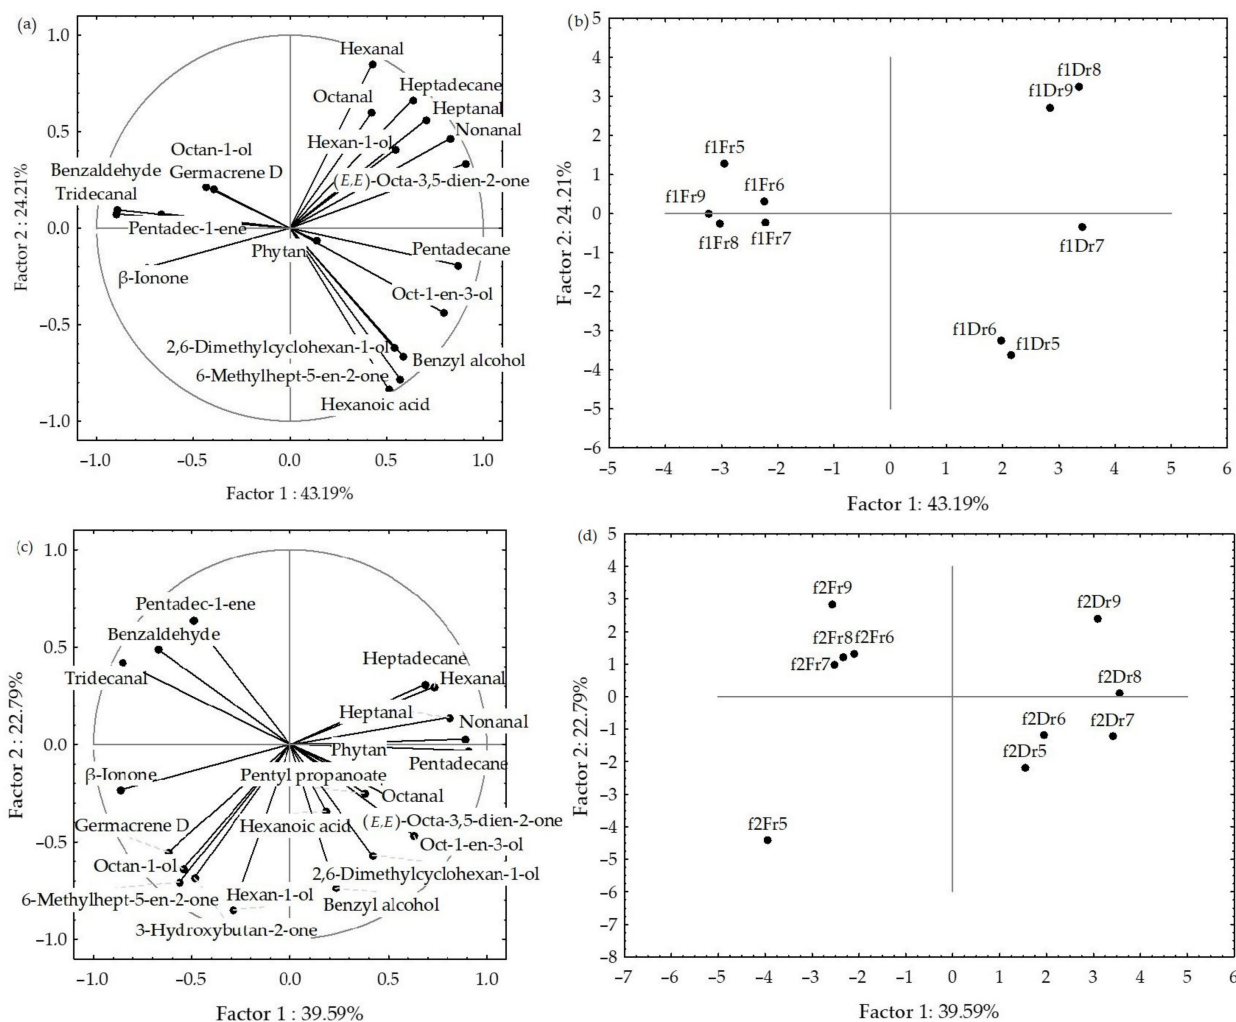 (a)
1.0
0.5
0.0
−0.5
−1.0
Factor 2 : 24.21%
Hexanal
Heptadecane
Octanal
Heptanal
Nonanal
Hexan-1-ol
Octan-1-ol
Benzaldehyde
Germacrene D
(E,E)-Octa-3,5-dien-2-one
Tridecanal
Pentadec-1-ene
Phytan
Pentadecane
β-Ionone
Oct-1-en-3-ol
2,6-Dimethylcyclohexan-1-ol
Benzyl alcohol
6-Methylhept-5-en-2-one
Hexanoic acid
−1.0 −0.5 0.0 0.5 1.0
Factor 1 : 43.19%
(b)
5
4
3
2
1
0
−1
−2
−3
−4
−5
−6
Factor 2: 24.21%
f1Dr8
f1Dr9
f1Fr5
f1Fr9 f1Fr6
f1Fr8 f1Fr7
f1Dr7
f1Dr6
f1Dr5
−5 −4 −3 −2 −1 0 1 2 3 4 5 6
Factor 1: 43.19%
(c)
1.0
0.5
0.0
−0.5
−1.0
Factor 2 : 22.79%
Pentadec-1-ene
Benzaldehyde
Tridecanal
Heptadecane
Hexanal
Heptanal
Nonanal
Phytan
Pentadecane
β-Ionone
Pentyl propanoate
Octanal
Germacrene D
Hexanoic acid
(E,E)-Octa-3,5-dien-2-one
Oct-1-en-3-ol
Octan-1-ol
2,6-Dimethylcyclohexan-1-ol
6-Methylhept-5-en-2-one
Hexan-1-ol
Benzyl alcohol
3-Hydroxybutan-2-one
−1.0 −0.5 0.0 0.5 1.0
Factor 1 : 39.59%
(d)
5
4
3
2
1
0
−1
−2
−3
−4
−5
−6
−7
−8
Factor 2: 22.79%
f2Fr9
f2Dr9
f2Fr8 f2Fr6
f2Fr7
f2Dr8
f2Dr6 f2Dr7
f2Dr5
f2Fr5
−7 −6 −5 −4 −3 −2 −1 0 1 2 3 4 5 6
Factor 1: 39.59%